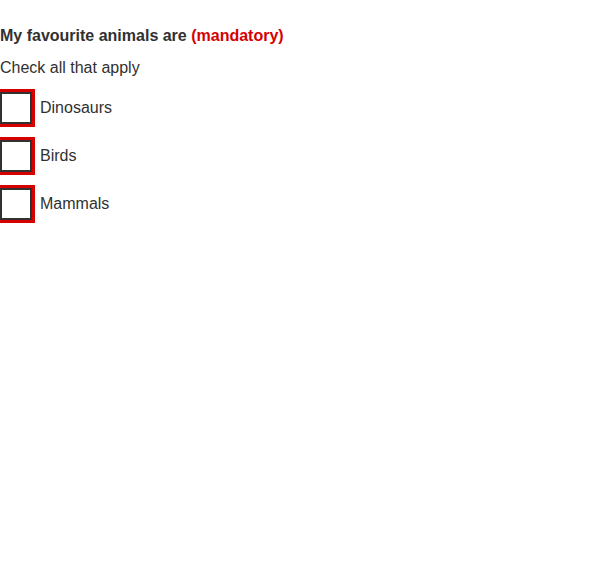 My favourite animals are (mandatory)
Check all that apply
Dinosaurs
Birds
Mammals